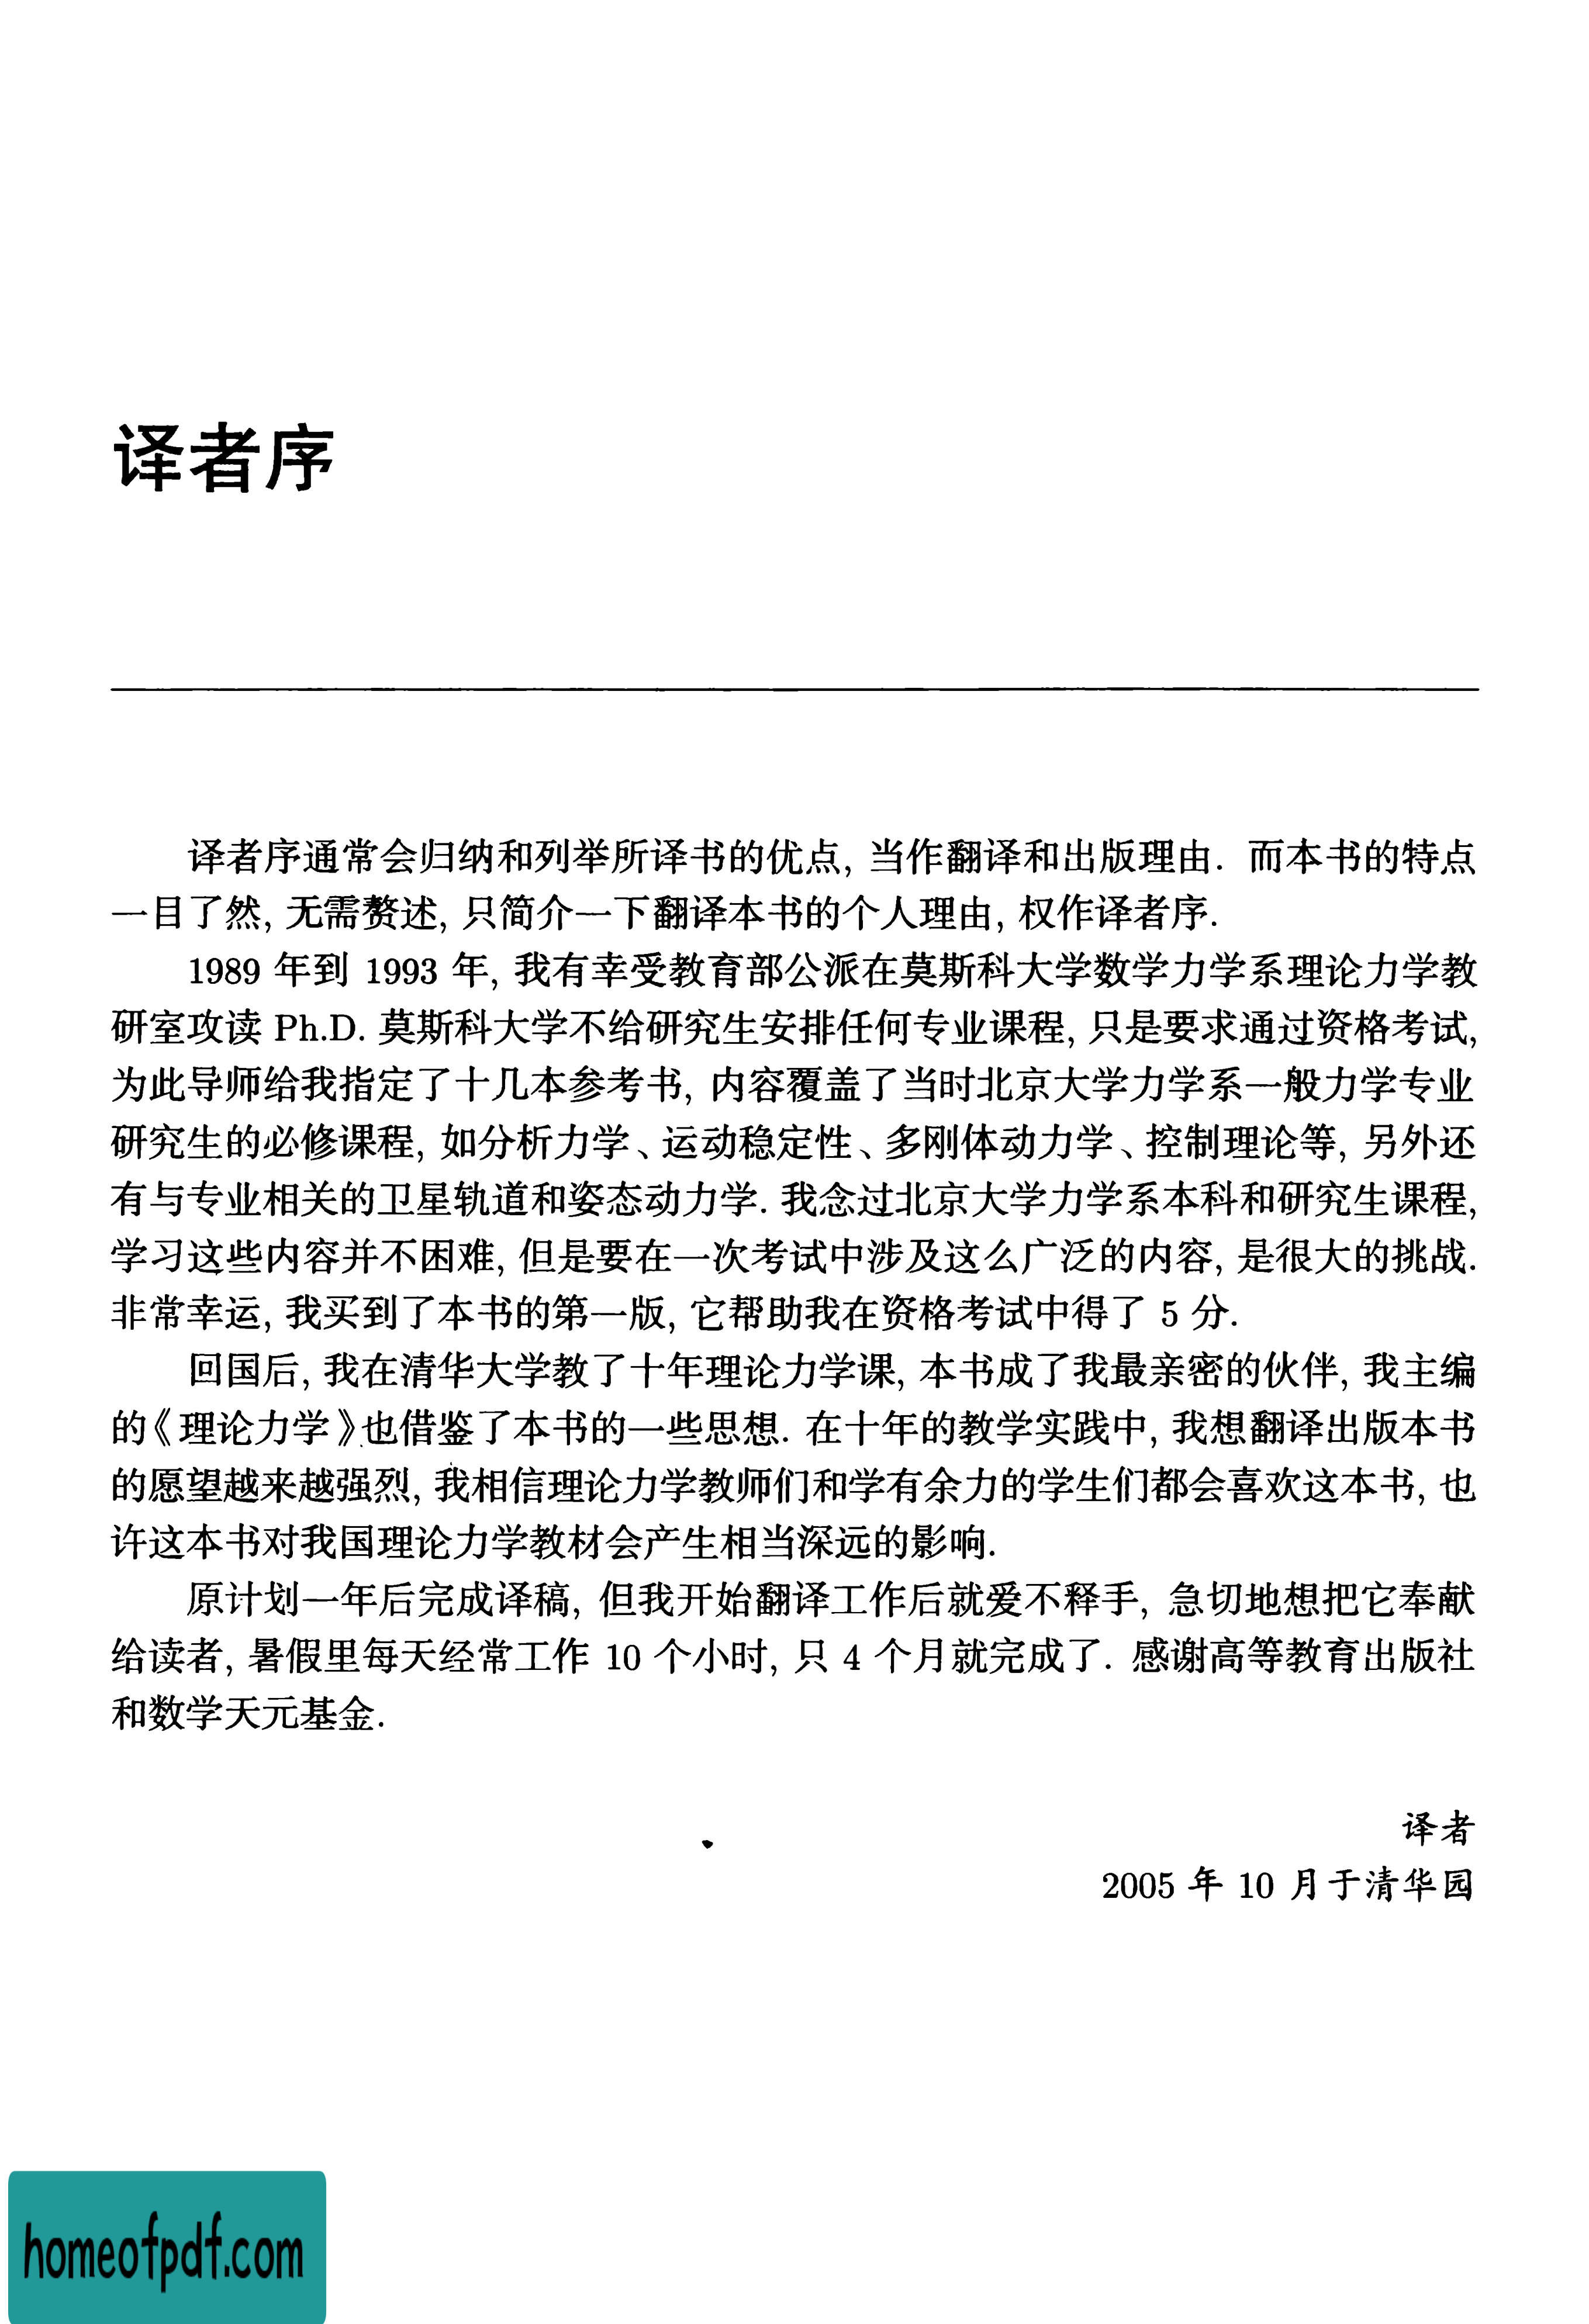 译者序
译者序通常会归纳和列举所译书的优点, 当作翻译和出版理由. 而本书的特点
一目了然, 无需赘述, 只简介一下翻译本书的个人理由, 权作译者序.
1989 年到 1993 年, 我有幸受教育部公派在莫斯科大学数学力学系理论力学教
研室攻读 Ph.D. 莫斯科大学不给研究生安排任何专业课程, 只是要求通过资格考试,
为此导师给我指定了十几本参考书, 内容覆盖了当时北京大学力学系一般力学专业
研究生的必修课程, 如分析力学、运动稳定性、多刚体动力学、控制理论等, 另外还
有与专业相关的卫星轨道和姿态动力学. 我念过北京大学力学系本科和研究生课程,
学习这些内容并不困难, 但是要在一次考试中涉及这么广泛的内容, 是很大的挑战.
非常幸运, 我买到了本书的第一版, 它帮助我在资格考试中得了 5 分.
回国后, 我在清华大学教了十年理论力学课, 本书成了我最亲密的伙伴, 我主编
的《理论力学》也借鉴了本书的一些思想. 在十年的教学实践中, 我想翻译出版本书
的愿望越来越强烈, 我相信理论力学教师们和学有余力的学生们都会喜欢这本书, 也
许这本书对我国理论力学教材会产生相当深远的影响.
原计划一年后完成译稿, 但我开始翻译工作后就爱不释手, 急切地想把它奉献
给读者, 暑假里每天经常工作 10 个小时, 只 4 个月就完成了. 感谢高等教育出版社
和数学天元基金.
译者
2005 年 10 月于清华园
homeofpdf.com